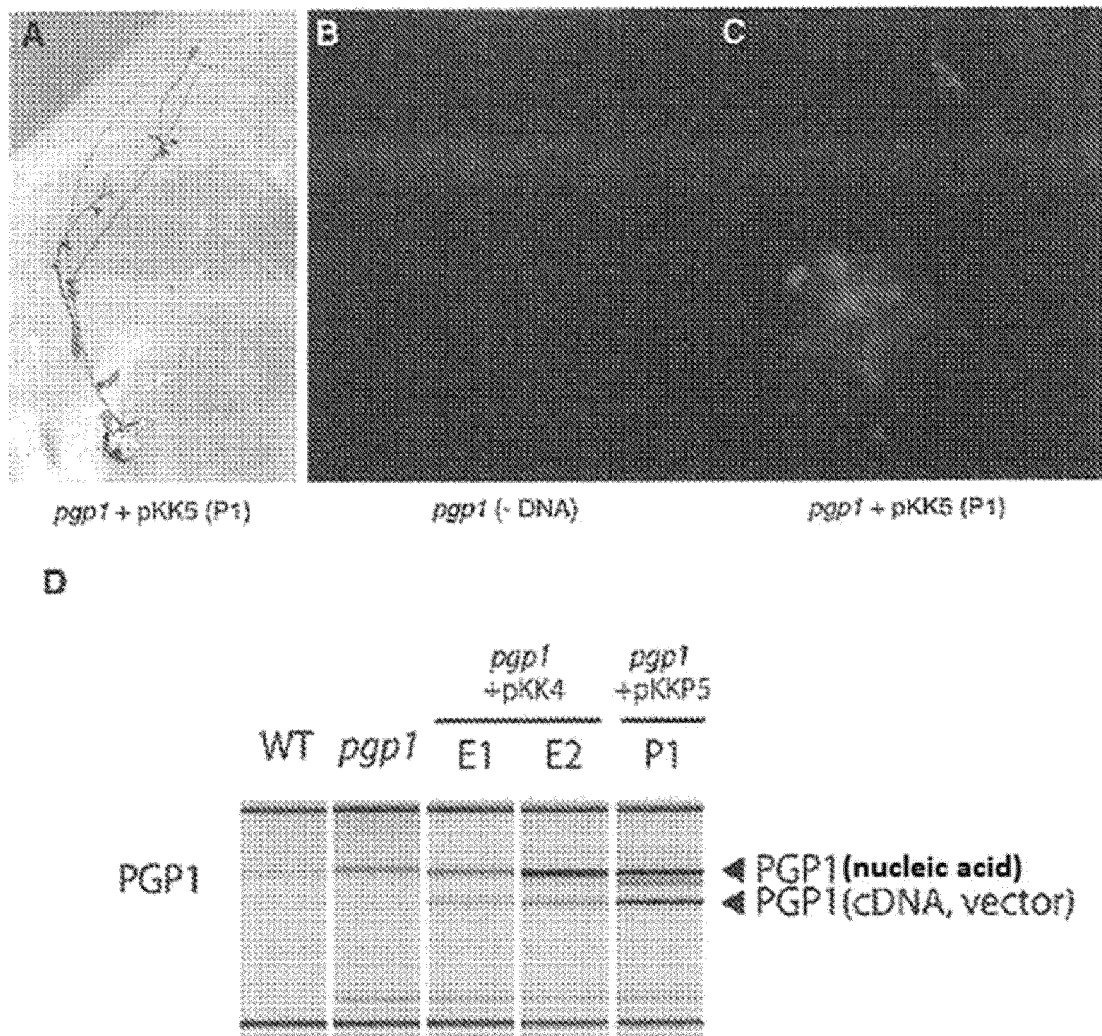 A
B
C
pgp1 + pKK5 (P1)
pgp1 (- DNA)
pgp1 + pKK5 (P1)
D
pgp1
+pKK4
pgp1
+pKKP5
WT
pgp1
E1
E2
P1
PGP1
PGP1 (nucleic acid)
PGP1 (cDNA, vector)